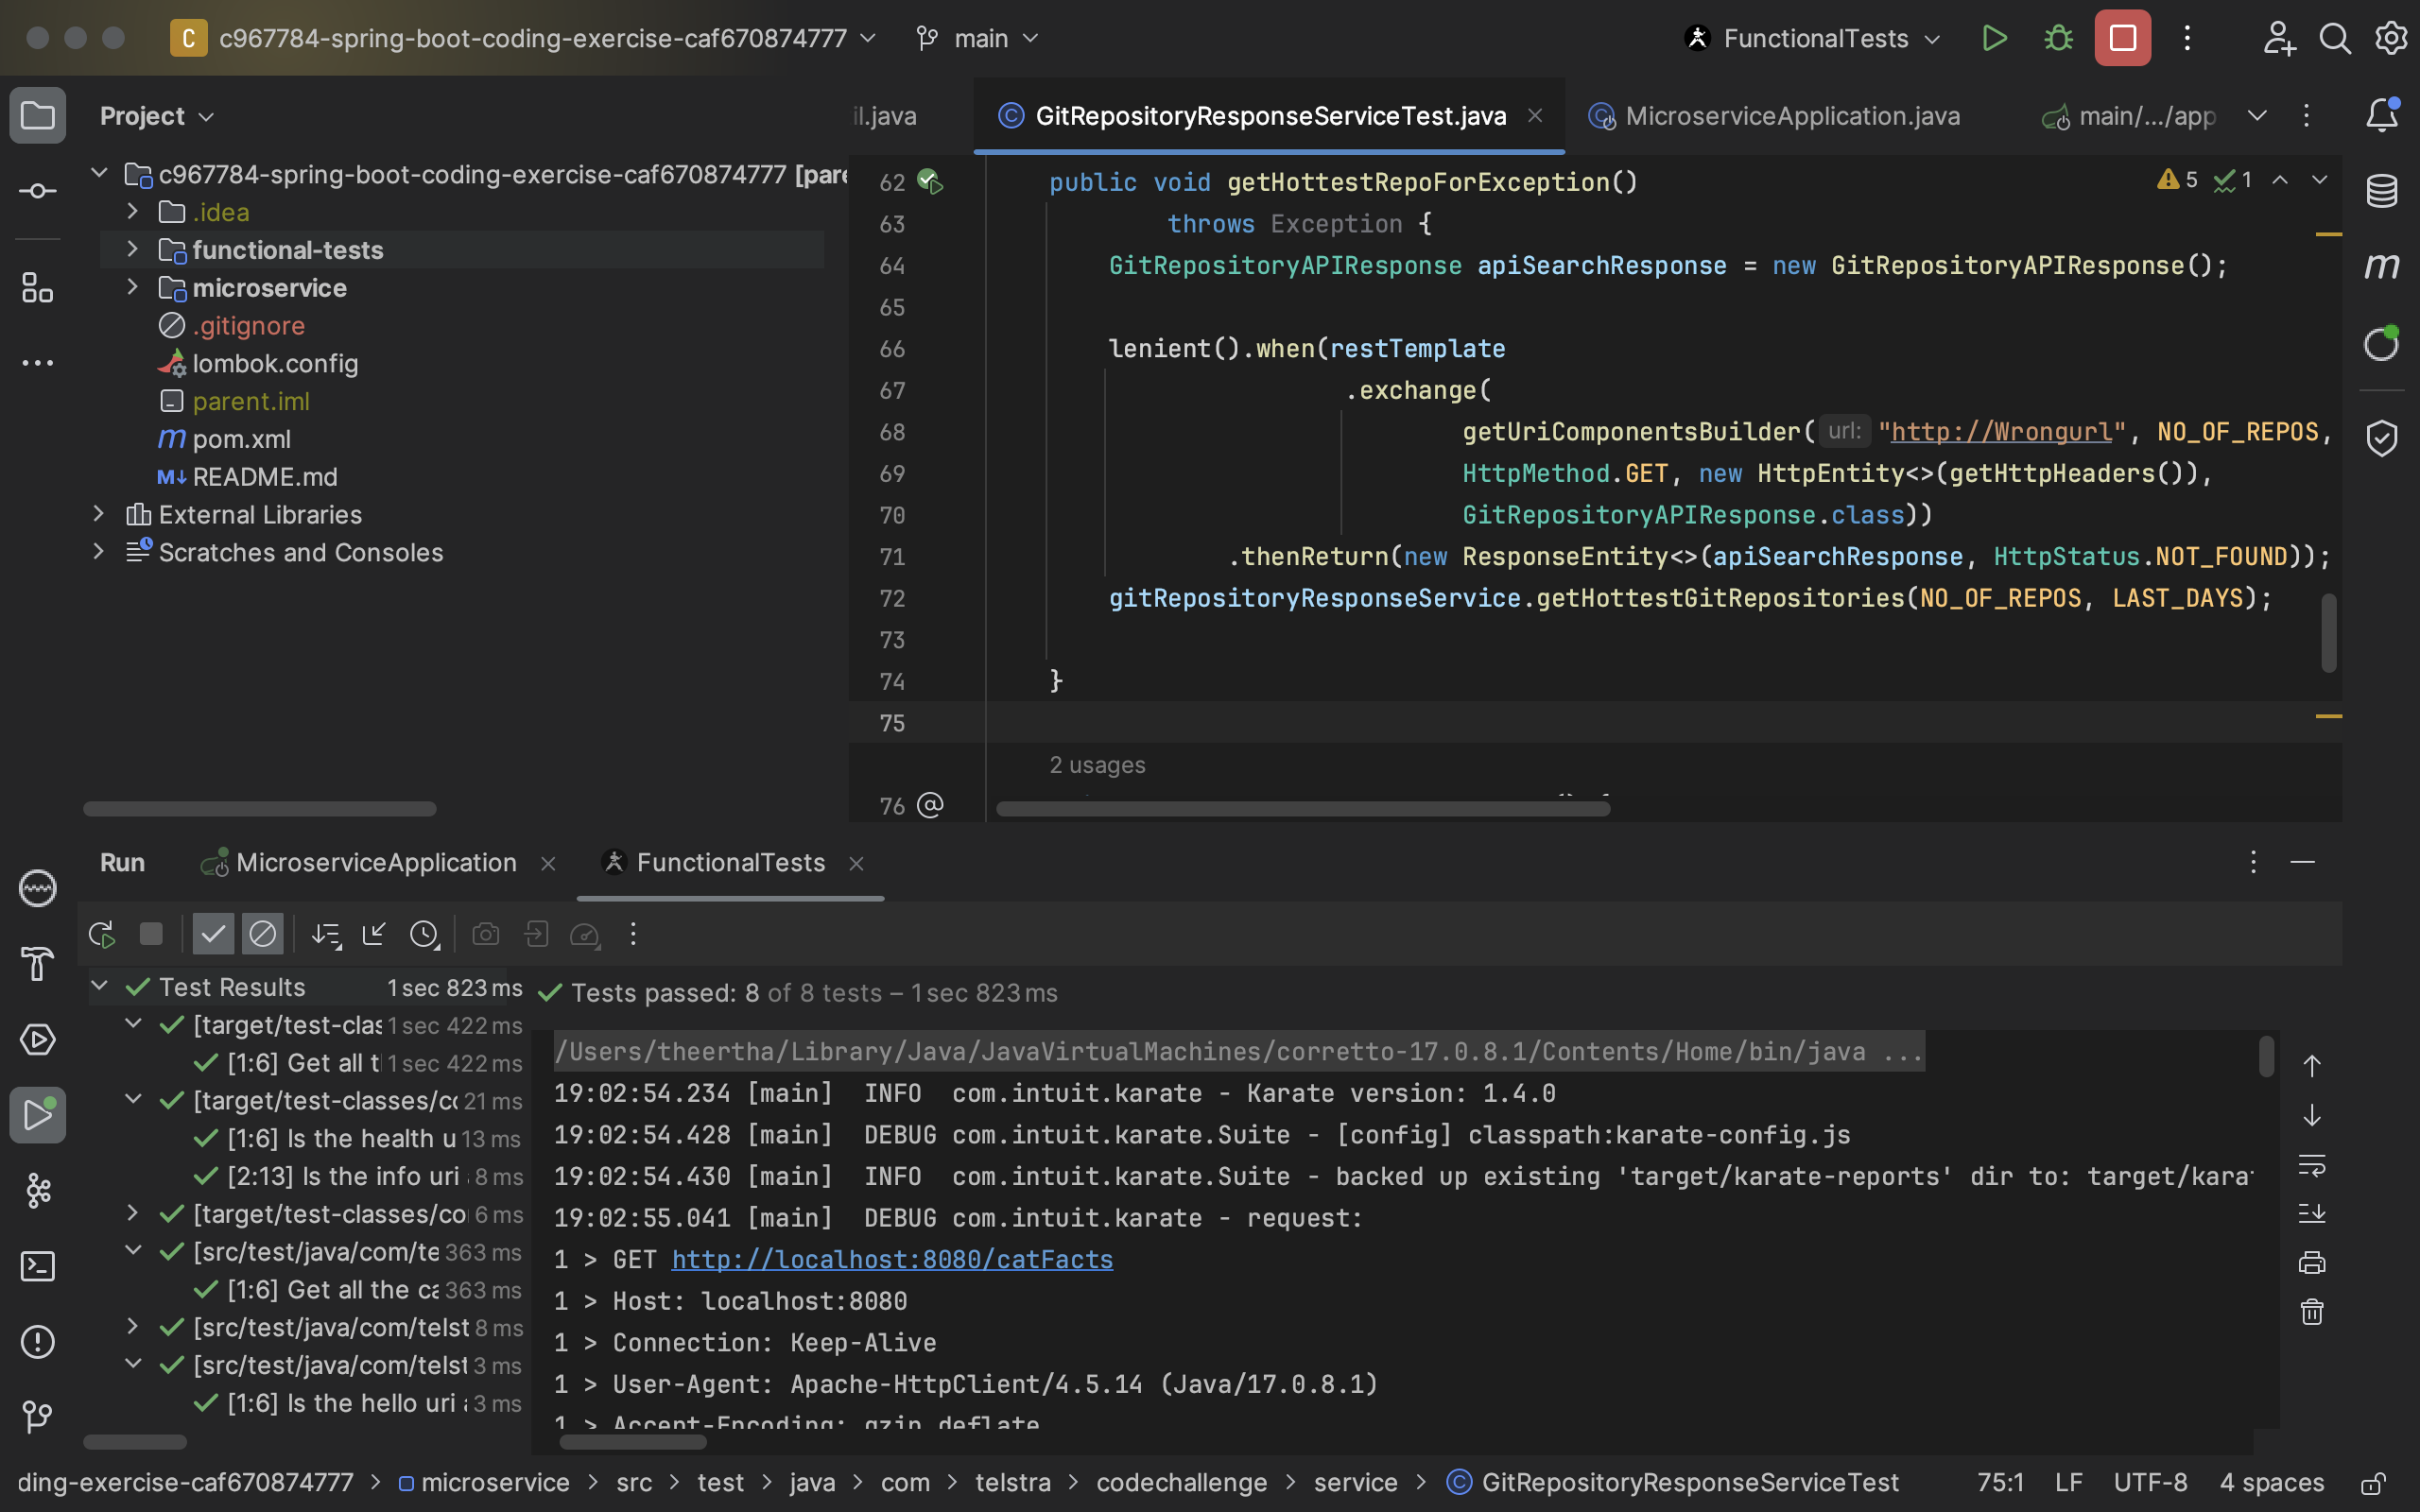 C c967784-spring-boot-coding-exercise-caf670874777 main FunctionalTests
Project
c967784-spring-boot-coding-exercise-caf670874777 [pare
.idea
functional-tests
microservice
.gitignore
lombok.config
parent.iml
m pom.xml
M↓ README.md
External Libraries
Scratches and Consoles
il.java GitRepositoryResponseServiceTest.java MicroserviceApplication.java main/.../app
5 1
62 public void getHottestRepoForException()
63 throws Exception {
64 GitRepositoryAPIResponse apiSearchResponse = new GitRepositoryAPIResponse();
65
66 lenient().when(restTemplate
67 .exchange(
68 getUriComponentsBuilder( url: "http://Wrongurl", NO_OF_REPOS,
69 HttpMethod.GET, new HttpEntity<>(getHttpHeaders()),
70 GitRepositoryAPIResponse.class))
71 .thenReturn(new ResponseEntity<>(apiSearchResponse, HttpStatus.NOT_FOUND));
72 gitRepositoryResponseService.getHottestGitRepositories(NO_OF_REPOS, LAST_DAYS);
73
74 }
75
2 usages
76
Run MicroserviceApplication FunctionalTests
Test Results 1 sec 823 ms
[target/test-clas 1 sec 422 ms
[1:6] Get all t 1 sec 422 ms
[target/test-classes/co 21 ms
[1:6] Is the health u 13 ms
[2:13] Is the info uri 8 ms
[target/test-classes/co 6 ms
[src/test/java/com/te 363 ms
[1:6] Get all the ca 363 ms
[src/test/java/com/telst 8 ms
[src/test/java/com/telst 3 ms
[1:6] Is the hello uri 3 ms
Tests passed: 8 of 8 tests – 1 sec 823 ms
/Users/theertha/Library/Java/JavaVirtualMachines/corretto-17.0.8.1/Contents/Home/bin/java ...
19:02:54.234 [main] INFO com.intuit.karate - Karate version: 1.4.0
19:02:54.428 [main] DEBUG com.intuit.karate.Suite - [config] classpath:karate-config.js
19:02:54.430 [main] INFO com.intuit.karate.Suite - backed up existing 'target/karate-reports' dir to: target/karat
19:02:55.041 [main] DEBUG com.intuit.karate - request:
1 > GET http://localhost:8080/catFacts
1 > Host: localhost:8080
1 > Connection: Keep-Alive
1 > User-Agent: Apache-HttpClient/4.5.14 (Java/17.0.8.1)
1 > Accept-Encoding: gzip,deflate
ding-exercise-caf670874777 > microservice > src > test > java > com > telstra > codechallenge > service > GitRepositoryResponseServiceTest 75:1 LF UTF-8 4 spaces